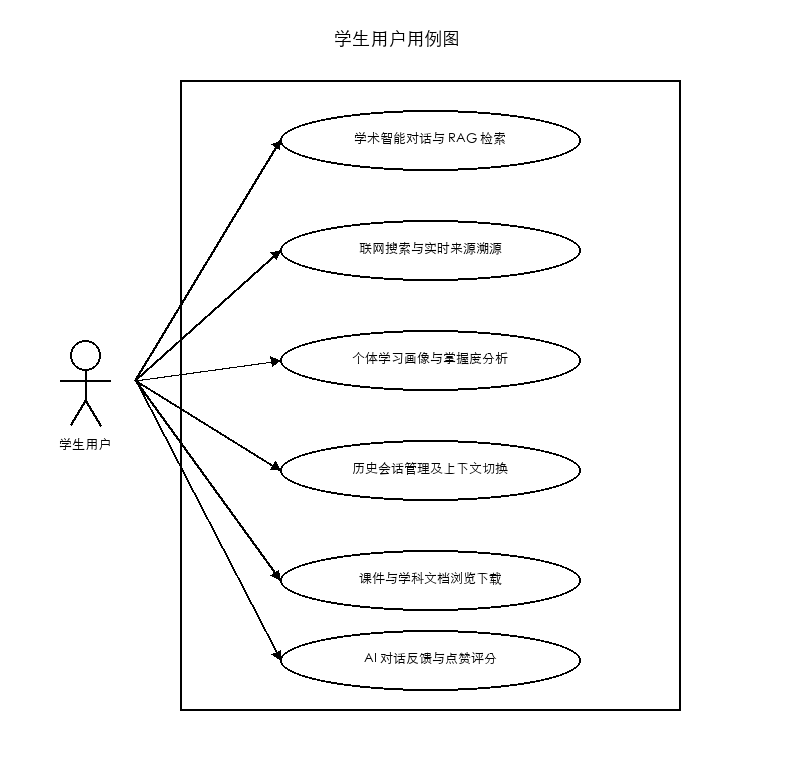 学生用户用例图
学术智能对话与 RAG 检索
联网搜索与实时来源溯源
个体学习画像与掌握度分析
学生用户
历史会话管理及上下文切换
课件与学科文档浏览下载
AI 对话反馈与点赞评分